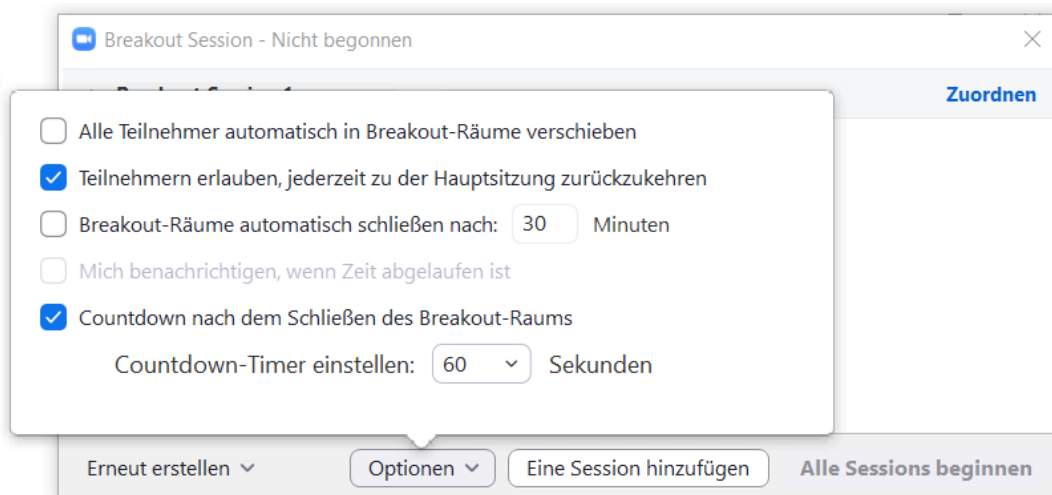 Breakout Session - Nicht begonnen
Zuordnen
Alle Teilnehmer automatisch in Breakout-Räume verschieben
Teilnehmern erlauben, jederzeit zu der Hauptsitzung zurückzukehren
Breakout-Räume automatisch schließen nach: 30 Minuten
Mich benachrichtigen, wenn Zeit abgelaufen ist
Countdown nach dem Schließen des Breakout-Raums
Countdown-Timer einstellen: 60 Sekunden
Erneut erstellen Optionen Eine Session hinzufügen Alle Sessions beginnen